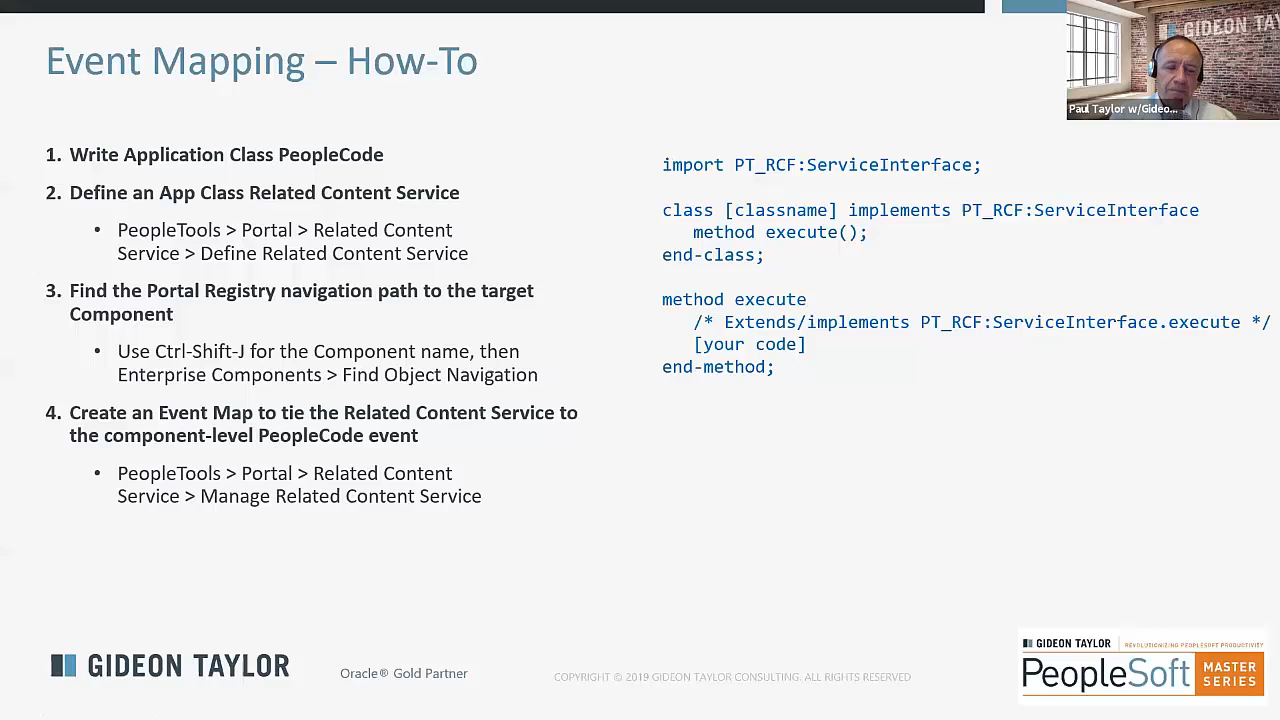 Event Mapping – How-To
1. Write Application Class PeopleCode
2. Define an App Class Related Content Service
• PeopleTools > Portal > Related Content
Service > Define Related Content Service
3. Find the Portal Registry navigation path to the target
Component
• Use Ctrl-Shift-J for the Component name, then
Enterprise Components > Find Object Navigation
4. Create an Event Map to tie the Related Content Service to
the component-level PeopleCode event
• PeopleTools > Portal > Related Content
Service > Manage Related Content Service
import PT_RCF:ServiceInterface;
class [classname] implements PT_RCF:ServiceInterface
method execute();
end-class;
method execute
/* Extends/implements PT_RCF:ServiceInterface.execute */
[your code]
end-method;
GIDEON TAY
Paul Taylor w/Gideo...
GIDEON TAYLOR
Oracle® Gold Partner
COPYRIGHT © 2019 GIDEON TAYLOR CONSULTING. ALL RIGHTS RESERVED
GIDEON TAYLOR | REVOLUTIONIZING PEOPLESOFT PRODUCTIVITY
PeopleSoft MASTER
SERIES